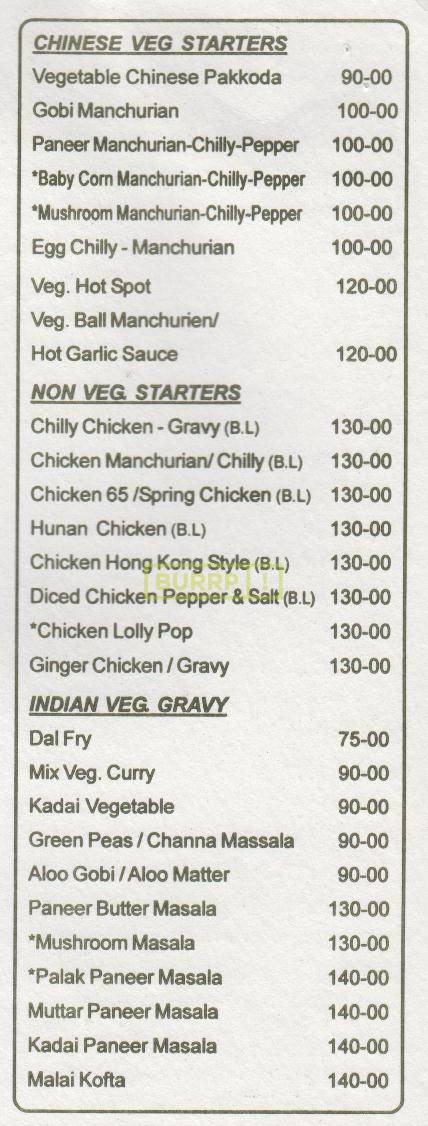 CHINESE VEG STARTERS
Vegetable Chinese Pakkoda 90-00
Gobi Manchurian 100-00
Paneer Manchurian-Chilly-Pepper 100-00
*Baby Corn Manchurian-Chilly-Pepper 100-00
*Mushroom Manchurian-Chilly-Pepper 100-00
Egg Chilly - Manchurian 100-00
Veg. Hot Spot 120-00
Veg. Ball Manchurien/
Hot Garlic Sauce 120-00
NON VEG. STARTERS
Chilly Chicken - Gravy (B.L) 130-00
Chicken Manchurian/ Chilly (B.L) 130-00
Chicken 65 /Spring Chicken (B.L) 130-00
Hunan Chicken (B.L) 130-00
Chicken Hong Kong Style (B.L) 130-00
BURRP!
Diced Chicken Pepper & Salt (B.L) 130-00
*Chicken Lolly Pop 130-00
Ginger Chicken / Gravy 130-00
INDIAN VEG. GRAVY
Dal Fry 75-00
Mix Veg. Curry 90-00
Kadai Vegetable 90-00
Green Peas / Channa Massala 90-00
Aloo Gobi / Aloo Matter 90-00
Paneer Butter Masala 130-00
*Mushroom Masala 130-00
*Palak Paneer Masala 140-00
Muttar Paneer Masala 140-00
Kadai Paneer Masala 140-00
Malai Kofta 140-00